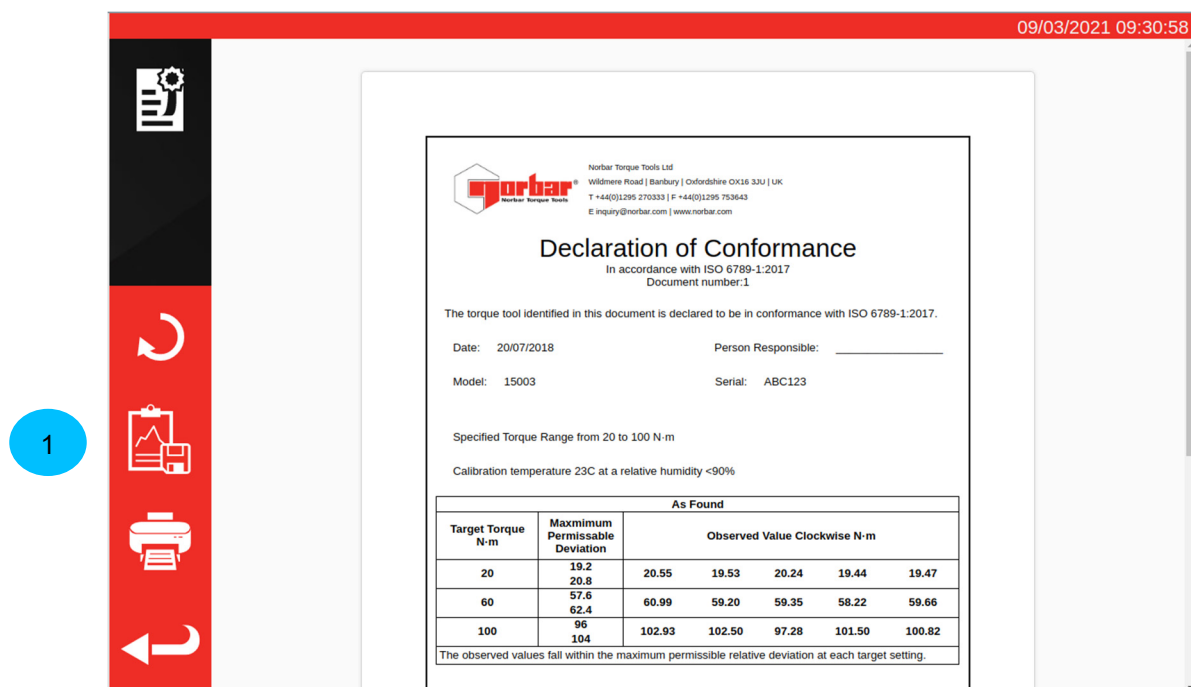 09/03/2021 09:30:58
1
norbar®
Norbar Torque Tools
Norbar Torque Tools Ltd
Wildmere Road | Banbury | Oxfordshire OX16 3JU | UK
T +44(0)1295 270333 | F +44(0)1295 753643
E inquiry@norbar.com | www.norbar.com
Declaration of Conformance
In accordance with ISO 6789-1:2017
Document number:1
The torque tool identified in this document is declared to be in conformance with ISO 6789-1:2017.
Date: 20/07/2018 Person Responsible: __________________
Model: 15003 Serial: ABC123
Specified Torque Range from 20 to 100 N·m
Calibration temperature 23C at a relative humidity <90%
As Found
Target Torque N·m Maxmimum Permissable Deviation Observed Value Clockwise N·m
20 19.2 20.8 20.55 19.53 20.24 19.44 19.47
60 57.6 62.4 60.99 59.20 59.35 58.22 59.66
100 96 104 102.93 102.50 97.28 101.50 100.82
The observed values fall within the maximum permissible relative deviation at each target setting.